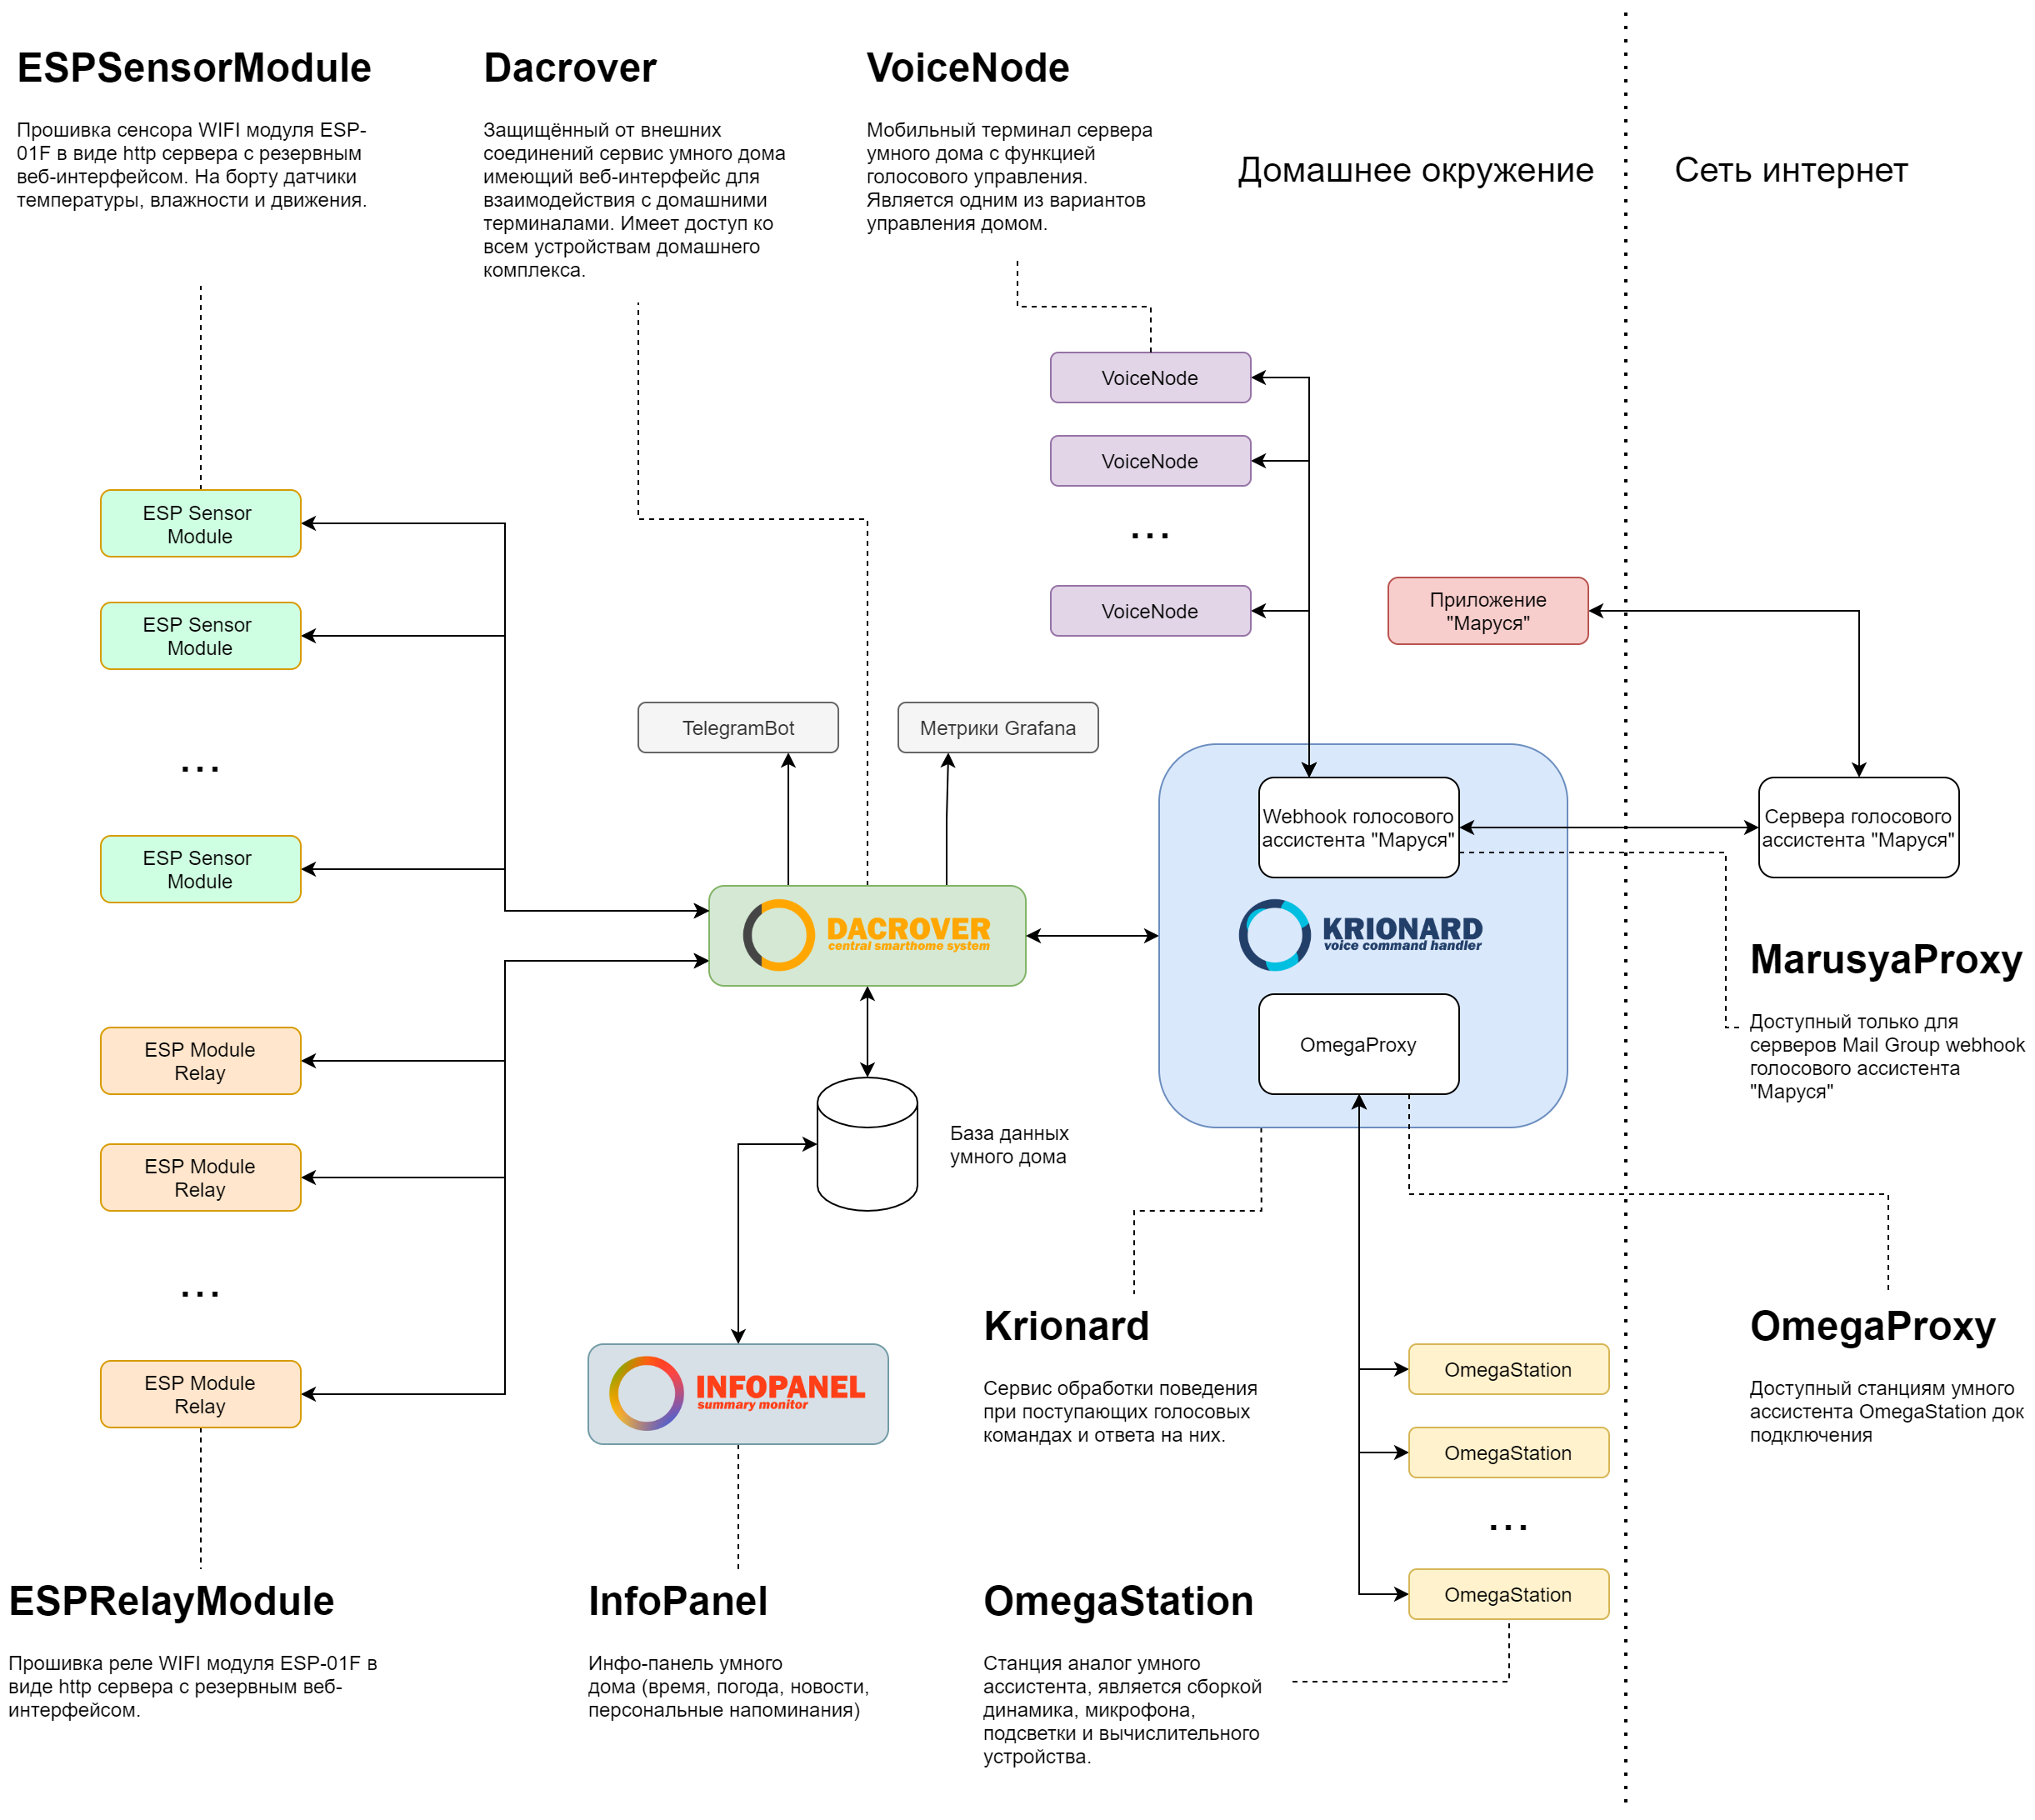 ESPSensorModule
Прошивка сенсора WIFI модуля ESP-
01F в виде http сервера с резервным
веб-интерфейсом. На борту датчики
температуры, влажности и движения.
Dacrover
Защищённый от внешних
соединений сервис умного дома
имеющий веб-интерфейс для
взаимодействия с домашними
терминалами. Имеет доступ ко
всем устройствам домашнего
комплекса.
VoiceNode
Мобильный терминал сервера
умного дома с функцией
голосового управления.
Является одним из вариантов
управления домом.
Домашнее окружение
Сеть интернет
VoiceNode
VoiceNode
...
VoiceNode
ESP Sensor
Module
ESP Sensor
Module
...
ESP Sensor
Module
Приложение
"Маруся"
TelegramBot
Метрики Grafana
Webhook голосового
ассистента "Маруся"
Сервера голосового
ассистента "Маруся"
DACROVER
central smarthome system
KRIONARD
voice command handler
OmegaProxy
MarusyaProxy
Доступный только для
серверов Mail Group webhook
голосового ассистента
"Маруся"
ESP Module
Relay
ESP Module
Relay
...
ESP Module
Relay
База данных
умного дома
INFOPANEL
summary monitor
Krionard
Сервис обработки поведения
при поступающих голосовых
командах и ответа на них.
OmegaStation
OmegaStation
...
OmegaStation
OmegaProxy
Доступный станциям умного
ассистента OmegaStation док
подключения
ESPRelayModule
Прошивка реле WIFI модуля ESP-01F в
виде http сервера с резервным веб-
интерфейсом.
InfoPanel
Инфо-панель умного
дома (время, погода, новости,
персональные напоминания)
OmegaStation
Станция аналог умного
ассистента, является сборкой
динамика, микрофона,
подсветки и вычислительного
устройства.